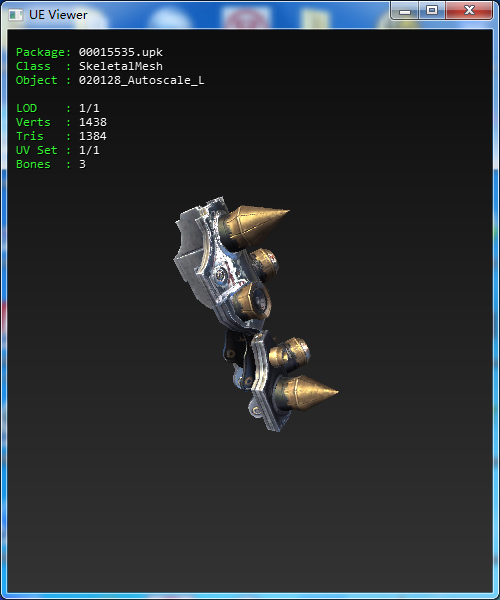 UE Viewer
Package: 00015535.upk
Class : SkeletalMesh
Object : 020128_Autoscale_L
LOD : 1/1
Verts : 1438
Tris : 1384
UV Set : 1/1
Bones : 3